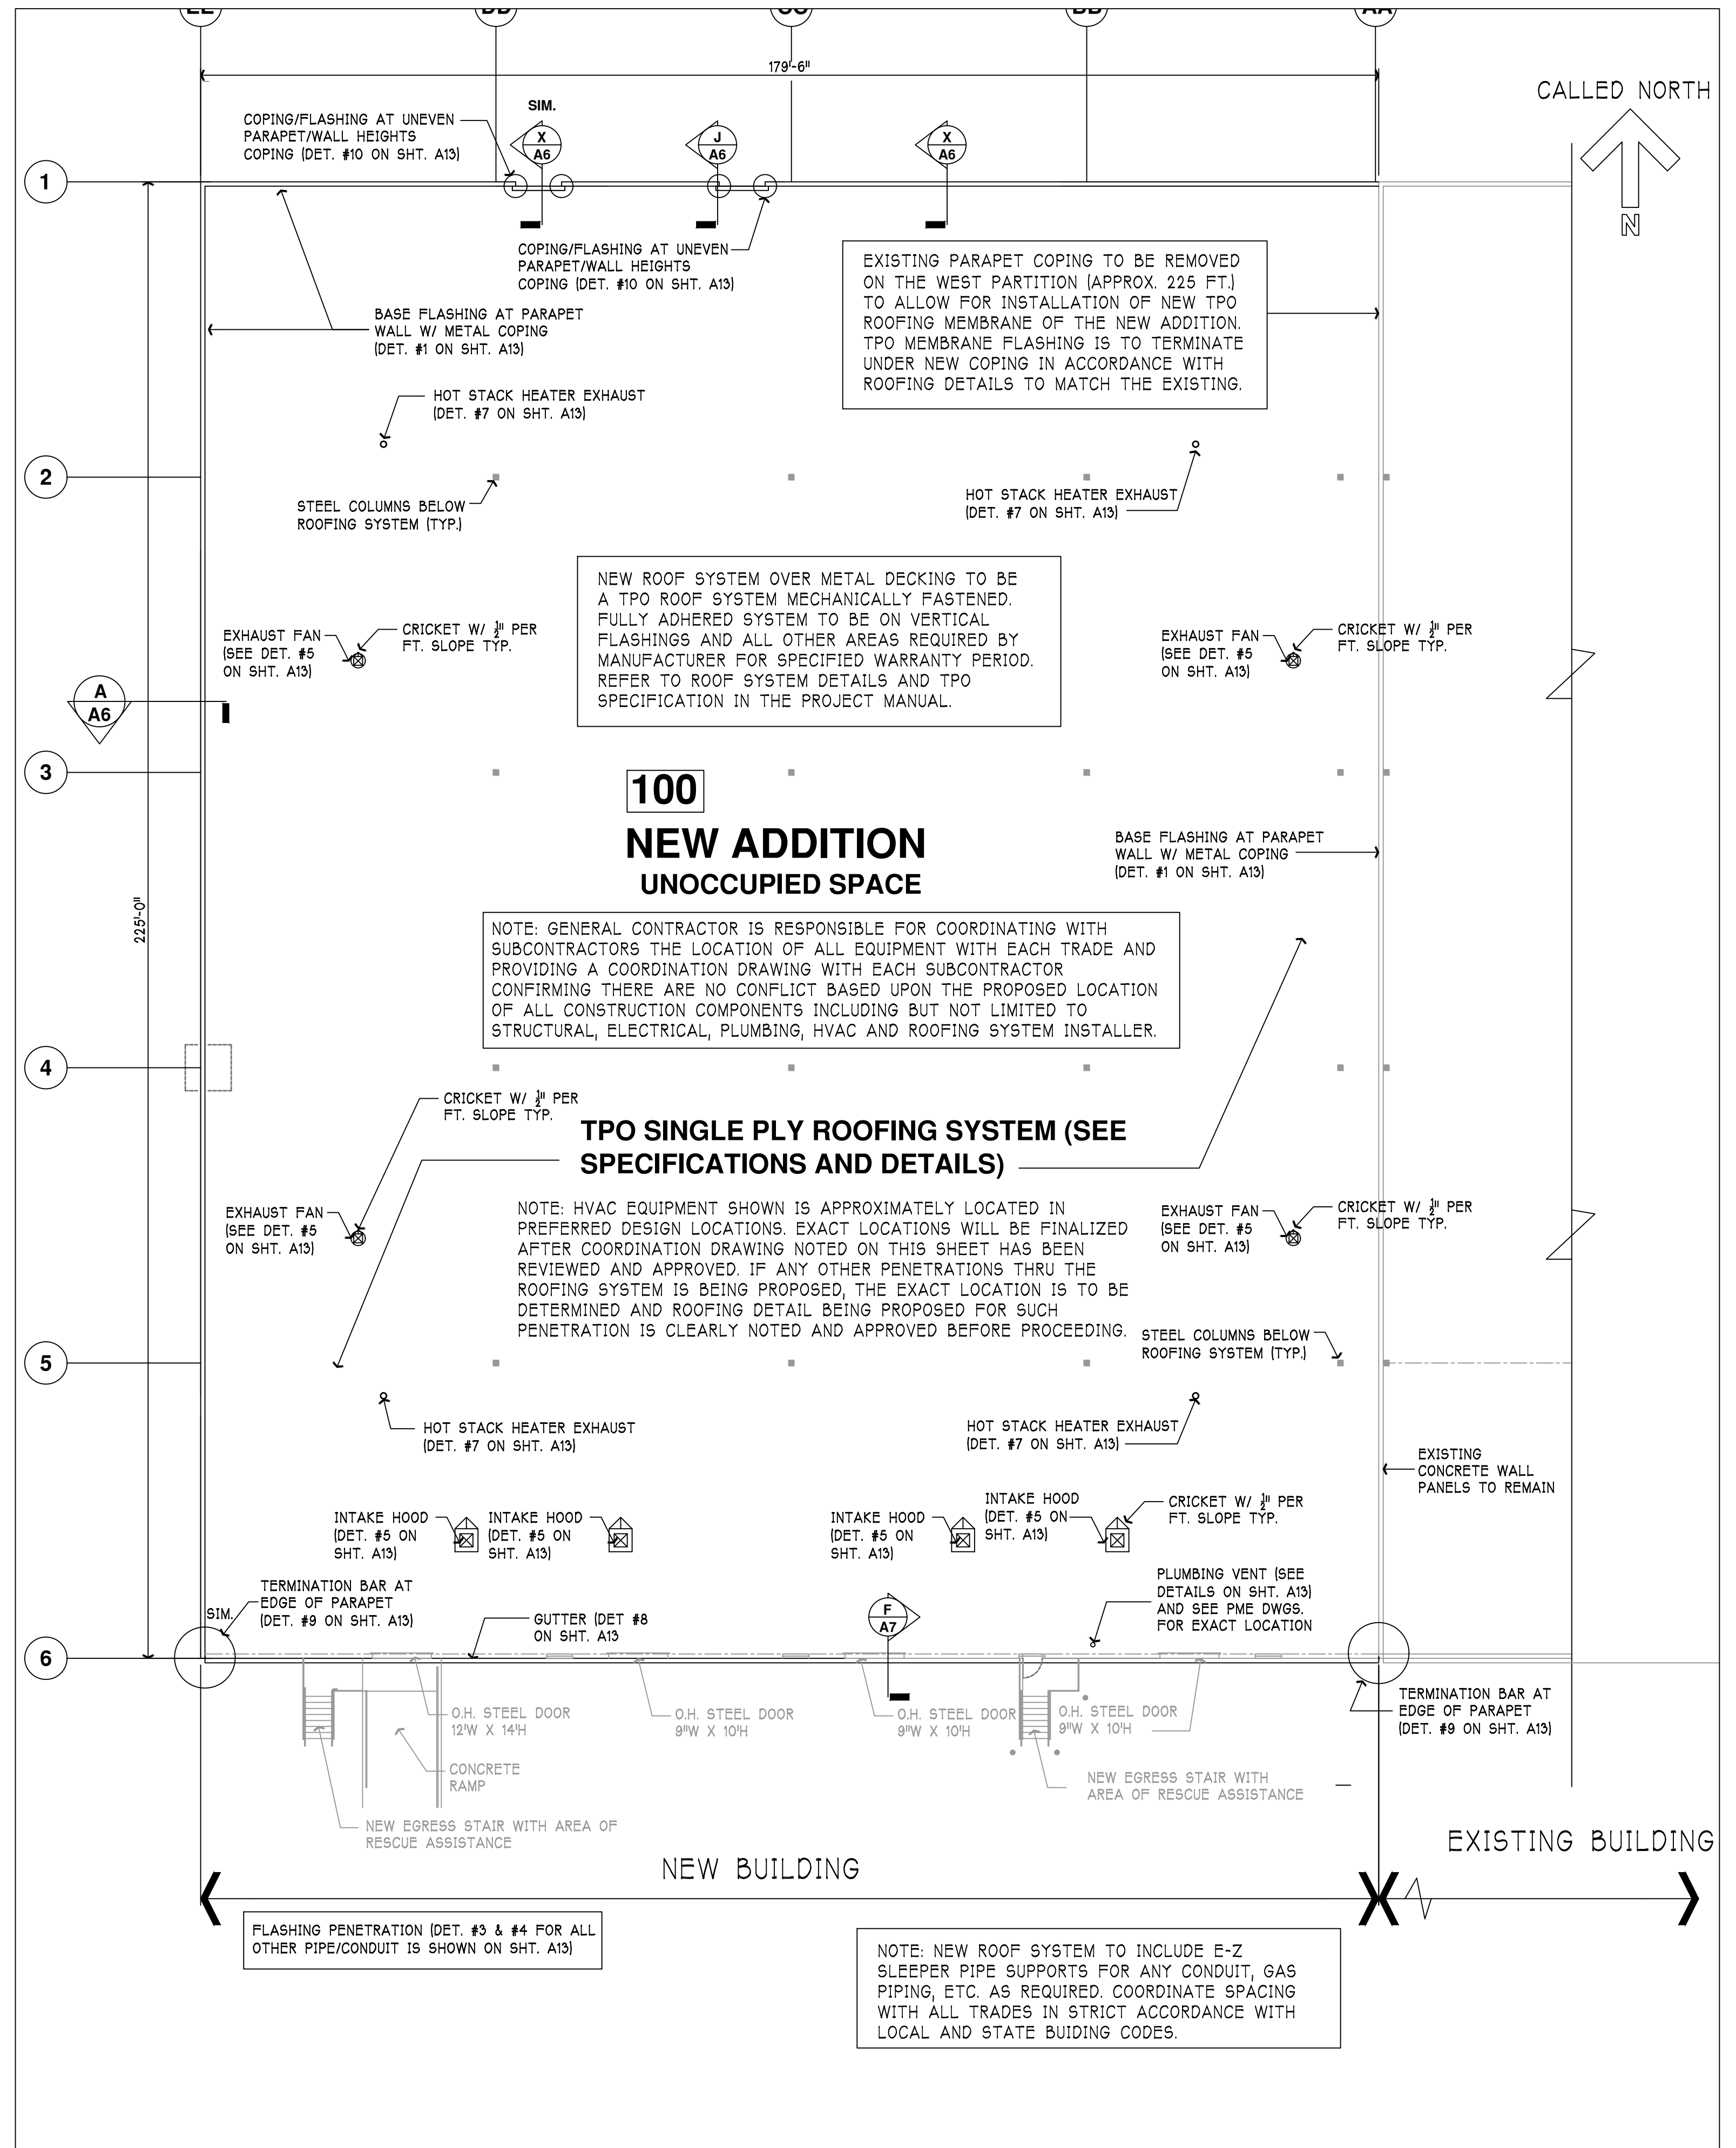 179'-6"
CALLED NORTH
N
SIM.
X
A6
J
A6
X
A6
COPING/FLASHING AT UNEVEN
PARAPET/WALL HEIGHTS
COPING (DET. #10 ON SHT. A13)
1
COPING/FLASHING AT UNEVEN
PARAPET/WALL HEIGHTS
COPING (DET. #10 ON SHT. A13)
EXISTING PARAPET COPING TO BE REMOVED
ON THE WEST PARTITION (APPROX. 225 FT.)
TO ALLOW FOR INSTALLATION OF NEW TPO
ROOFING MEMBRANE OF THE NEW ADDITION.
TPO MEMBRANE FLASHING IS TO TERMINATE
UNDER NEW COPING IN ACCORDANCE WITH
ROOFING DETAILS TO MATCH THE EXISTING.
BASE FLASHING AT PARAPET
WALL W/ METAL COPING
(DET. #1 ON SHT. A13)
HOT STACK HEATER EXHAUST
(DET. #7 ON SHT. A13)
2
STEEL COLUMNS BELOW
ROOFING SYSTEM (TYP.)
HOT STACK HEATER EXHAUST
(DET. #7 ON SHT. A13)
NEW ROOF SYSTEM OVER METAL DECKING TO BE
A TPO ROOF SYSTEM MECHANICALLY FASTENED.
FULLY ADHERED SYSTEM TO BE ON VERTICAL
FLASHINGS AND ALL OTHER AREAS REQUIRED BY
MANUFACTURER FOR SPECIFIED WARRANTY PERIOD.
REFER TO ROOF SYSTEM DETAILS AND TPO
SPECIFICATION IN THE PROJECT MANUAL.
EXHAUST FAN
(SEE DET. #5
ON SHT. A13)
CRICKET W/ ½" PER
FT. SLOPE TYP.
EXHAUST FAN
(SEE DET. #5
ON SHT. A13)
CRICKET W/ ½" PER
FT. SLOPE TYP.
A
A6
3
100
NEW ADDITION
UNOCCUPIED SPACE
BASE FLASHING AT PARAPET
WALL W/ METAL COPING
(DET. #1 ON SHT. A13)
225'-0"
NOTE: GENERAL CONTRACTOR IS RESPONSIBLE FOR COORDINATING WITH
SUBCONTRACTORS THE LOCATION OF ALL EQUIPMENT WITH EACH TRADE AND
PROVIDING A COORDINATION DRAWING WITH EACH SUBCONTRACTOR
CONFIRMING THERE ARE NO CONFLICT BASED UPON THE PROPOSED LOCATION
OF ALL CONSTRUCTION COMPONENTS INCLUDING BUT NOT LIMITED TO
STRUCTURAL, ELECTRICAL, PLUMBING, HVAC AND ROOFING SYSTEM INSTALLER.
4
CRICKET W/ ½" PER
FT. SLOPE TYP.
TPO SINGLE PLY ROOFING SYSTEM (SEE
SPECIFICATIONS AND DETAILS)
EXHAUST FAN
(SEE DET. #5
ON SHT. A13)
NOTE: HVAC EQUIPMENT SHOWN IS APPROXIMATELY LOCATED IN
PREFERRED DESIGN LOCATIONS. EXACT LOCATIONS WILL BE FINALIZED
AFTER COORDINATION DRAWING NOTED ON THIS SHEET HAS BEEN
REVIEWED AND APPROVED. IF ANY OTHER PENETRATIONS THRU THE
ROOFING SYSTEM IS BEING PROPOSED, THE EXACT LOCATION IS TO BE
DETERMINED AND ROOFING DETAIL BEING PROPOSED FOR SUCH
PENETRATION IS CLEARLY NOTED AND APPROVED BEFORE PROCEEDING.
EXHAUST FAN
(SEE DET. #5
ON SHT. A13)
CRICKET W/ ½" PER
FT. SLOPE TYP.
STEEL COLUMNS BELOW
ROOFING SYSTEM (TYP.)
5
HOT STACK HEATER EXHAUST
(DET. #7 ON SHT. A13)
HOT STACK HEATER EXHAUST
(DET. #7 ON SHT. A13)
EXISTING
CONCRETE WALL
PANELS TO REMAIN
INTAKE HOOD
(DET. #5 ON
SHT. A13)
INTAKE HOOD
(DET. #5 ON
SHT. A13)
INTAKE HOOD
(DET. #5 ON
SHT. A13)
INTAKE HOOD
(DET. #5 ON
SHT. A13)
CRICKET W/ ½" PER
FT. SLOPE TYP.
SIM.
TERMINATION BAR AT
EDGE OF PARAPET
(DET. #9 ON SHT. A13)
GUTTER (DET #8
ON SHT. A13
F
A7
PLUMBING VENT (SEE
DETAILS ON SHT. A13)
AND SEE PME DWGS.
FOR EXACT LOCATION
6
O.H. STEEL DOOR
12'W X 14'H
O.H. STEEL DOOR
9"W X 10'H
O.H. STEEL DOOR
9"W X 10'H
O.H. STEEL DOOR
9"W X 10'H
TERMINATION BAR AT
EDGE OF PARAPET
(DET. #9 ON SHT. A13)
CONCRETE
RAMP
NEW EGRESS STAIR WITH
AREA OF RESCUE ASSISTANCE
NEW EGRESS STAIR WITH AREA OF
RESCUE ASSISTANCE
NEW BUILDING
EXISTING BUILDING
FLASHING PENETRATION (DET. #3 & #4 FOR ALL
OTHER PIPE/CONDUIT IS SHOWN ON SHT. A13)
NOTE: NEW ROOF SYSTEM TO INCLUDE E-Z
SLEEPER PIPE SUPPORTS FOR ANY CONDUIT, GAS
PIPING, ETC. AS REQUIRED. COORDINATE SPACING
WITH ALL TRADES IN STRICT ACCORDANCE WITH
LOCAL AND STATE BUIDING CODES.